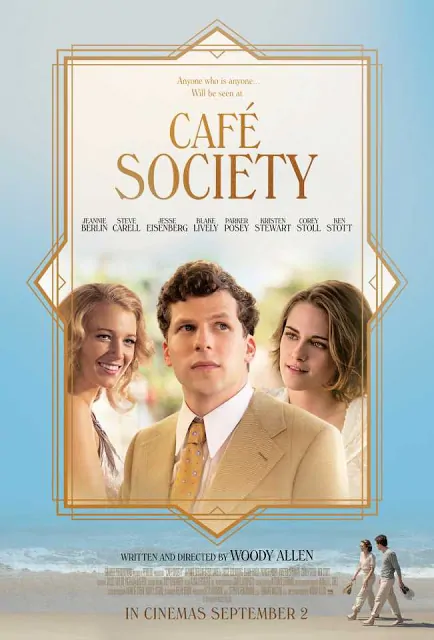 Anyone who is anyone...
Will be seen at
CAFÉ
SOCIETY
JEANNIE BERLIN STEVE CARELL JESSE EISENBERG BLAKE LIVELY PARKER POSEY KRISTEN STEWART COREY STOLL KEN STOTT
WRITTEN AND DIRECTED BY WOODY ALLEN
IN CINEMAS SEPTEMBER 2